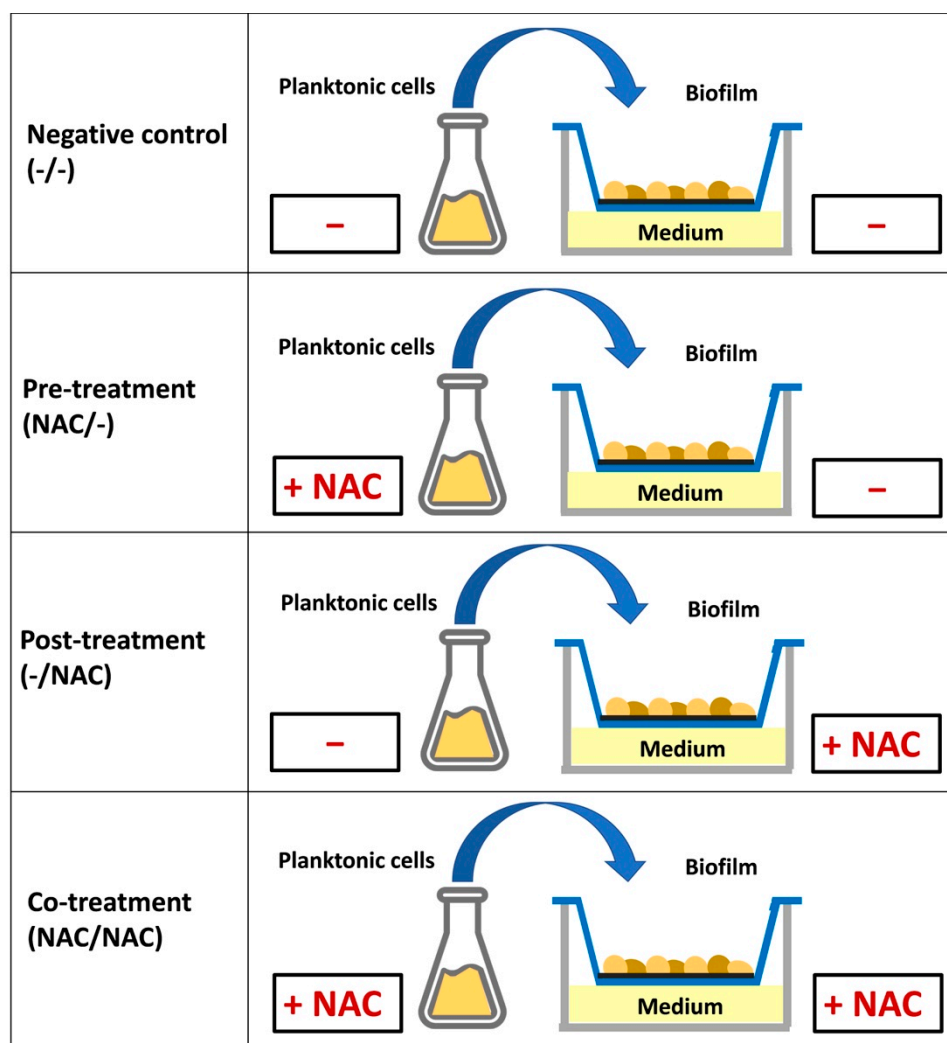 Negative control
(-/-)
Planktonic cells
Biofilm
–
Medium
–
Pre-treatment
(NAC/-)
Planktonic cells
Biofilm
+ NAC
Medium
–
Post-treatment
(-/NAC)
Planktonic cells
Biofilm
–
Medium
+ NAC
Co-treatment
(NAC/NAC)
Planktonic cells
Biofilm
+ NAC
Medium
+ NAC